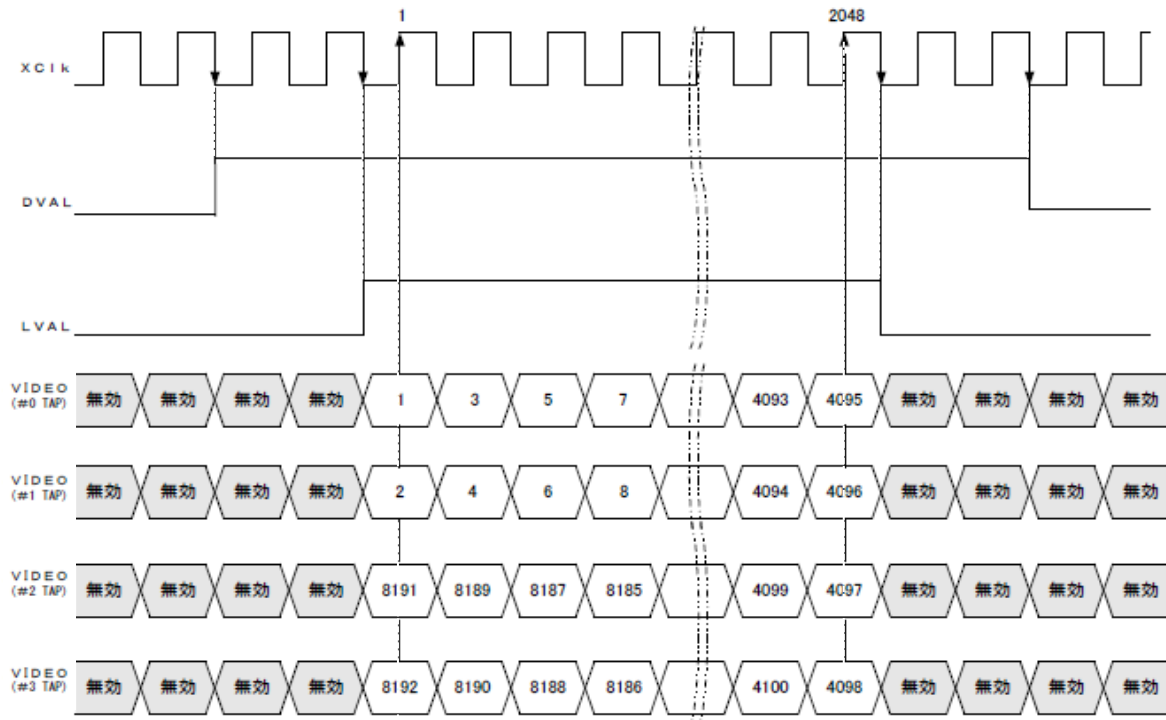 1 2048
XClk
DVAL
LVAL
VIDEO
(#0 TAP)
無効 無効 無効 無効 1 3 5 7 4093 4095 無効 無効 無効 無効
VIDEO
(#1 TAP)
無効 無効 無効 無効 2 4 6 8 4094 4096 無効 無効 無効 無効
VIDEO
(#2 TAP)
無効 無効 無効 無効 8191 8189 8187 8185 4099 4097 無効 無効 無効 無効
VIDEO
(#3 TAP)
無効 無効 無効 無効 8192 8190 8188 8186 4100 4098 無効 無効 無効 無効